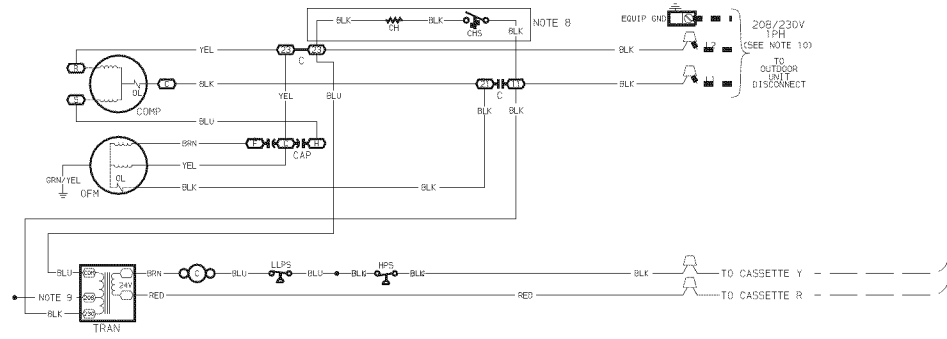 BLK
BLK
CH
CHS
NOTE 8
EQUIP GND
208/230V
1PH
(SEE NOTE 10)
TO
OUTDOOR
UNIT
DISCONNECT
BLK
YEL
23
23
C
BLK
L2
R
OL
C
BLK
21
11
C
BLK
L1
S
COMP
YEL
BLU
BLK
BLK
BLU
BRN
F
C
H
CAP
YEL
GRN/YEL
OL
OFM
BLK
BLK
BLU
BRN
C
BLU
LLPS
BLU
HPS
BLK
BLK
TO CASSETTE Y
24V
RED
RED
TO CASSETTE R
NOTE 9
208
BLK
230
TRAN